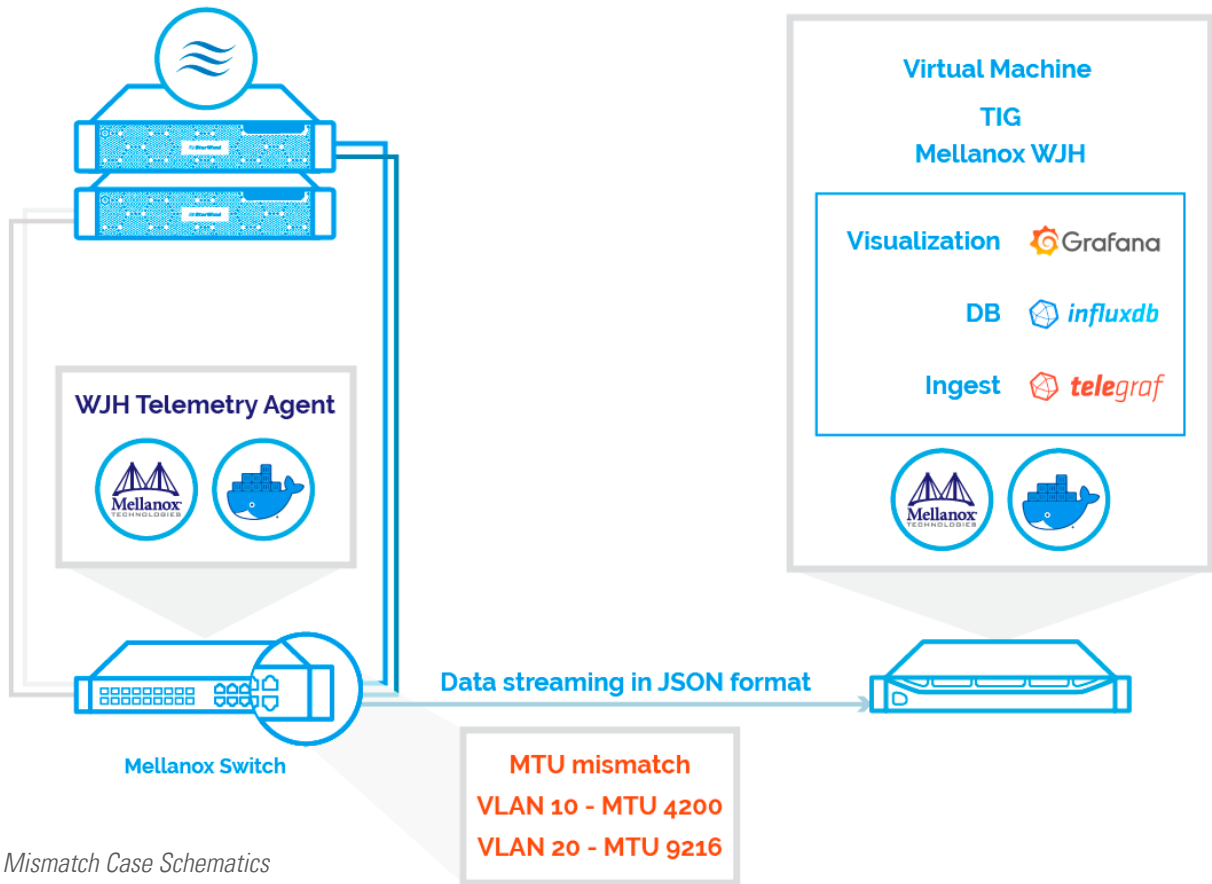 Virtual Machine
TIG
Mellanox WJH
Visualization
Grafana
DB
influxdb
Ingest
telegraf
Mellanox
TECHNOLOGIES
StarWind
StarWind
WJH Telemetry Agent
Mellanox
TECHNOLOGIES
Data streaming in JSON format
Mellanox Switch
MTU mismatch
VLAN 10 - MTU 4200
VLAN 20 - MTU 9216
Mismatch Case Schematics